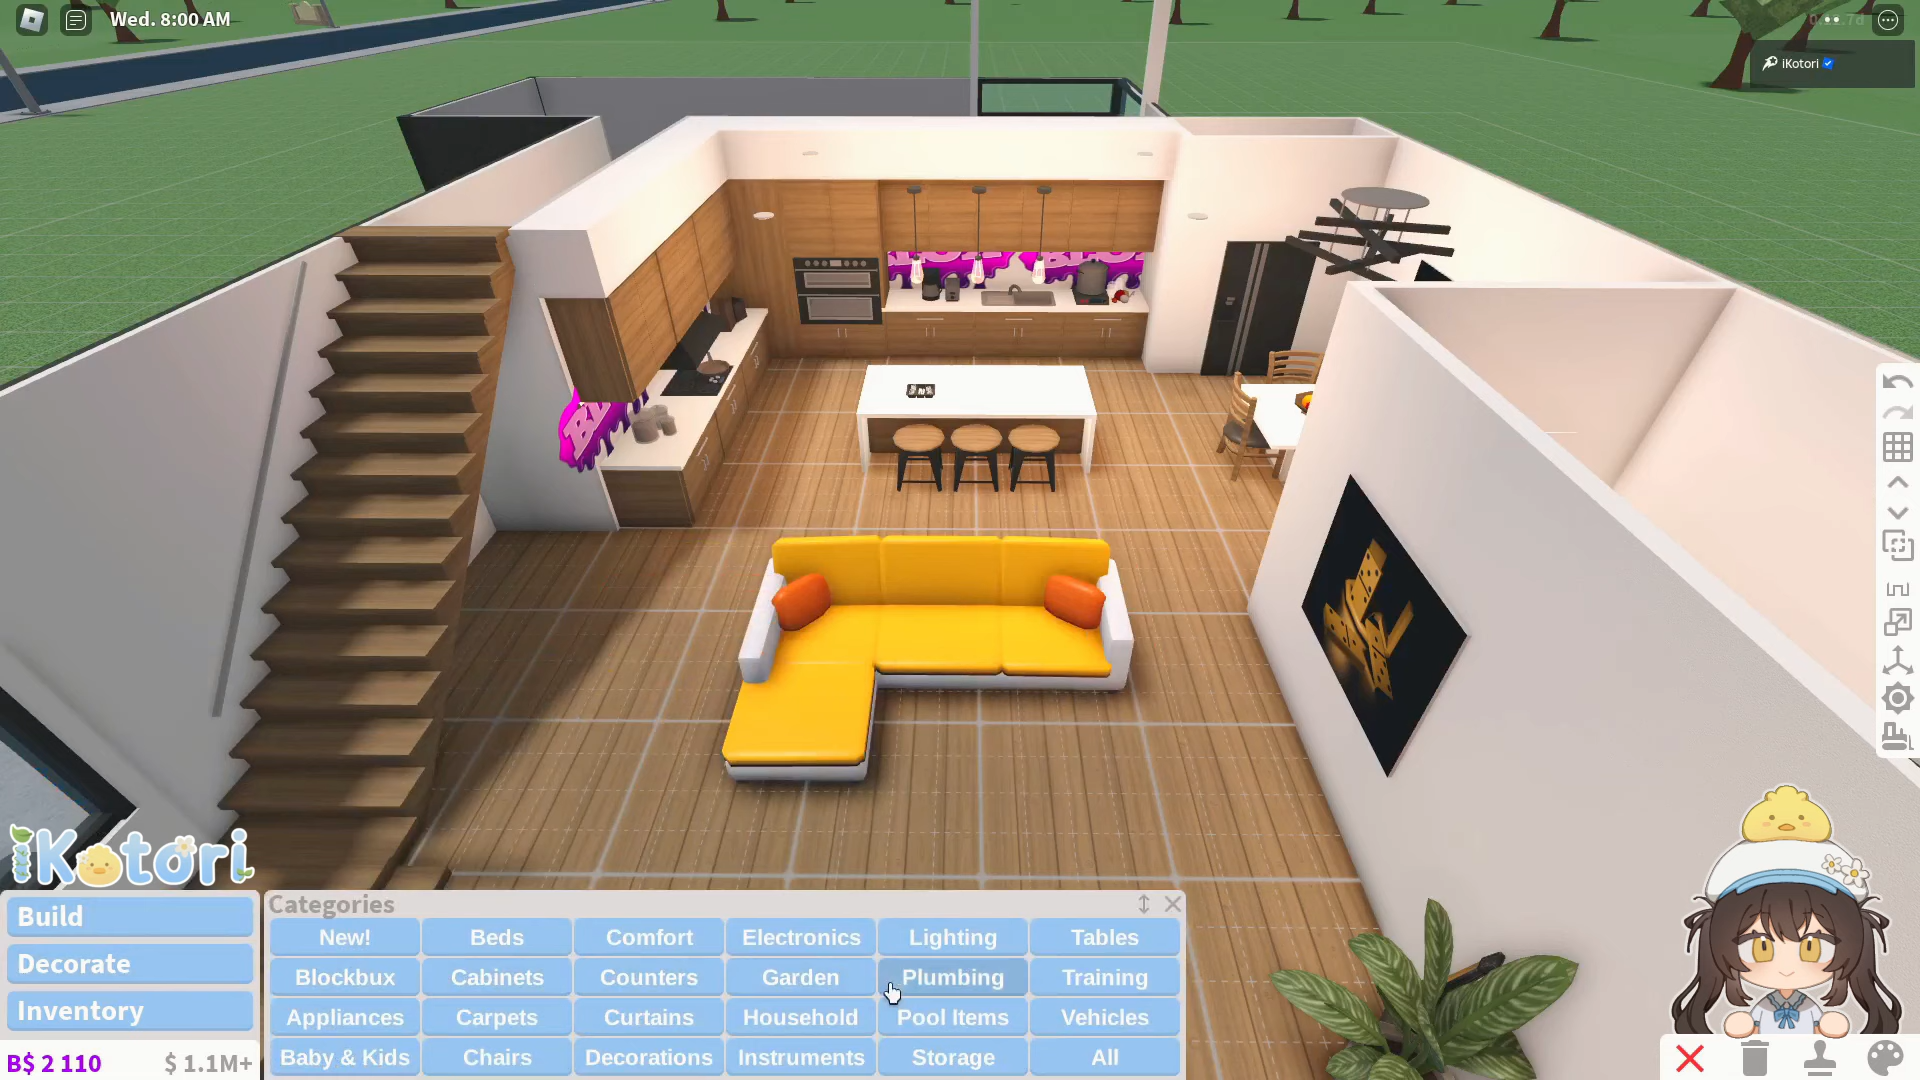 Wed. 8:00 AM
iKotori
iKotori
Build
Decorate
Inventory
B$ 2 110
$ 1.1M+
Categories
New!
Beds
Comfort
Electronics
Lighting
Tables
Blockbux
Cabinets
Counters
Garden
Plumbing
Training
Appliances
Carpets
Curtains
Household
Pool Items
Vehicles
Baby & Kids
Chairs
Decorations
Instruments
Storage
All